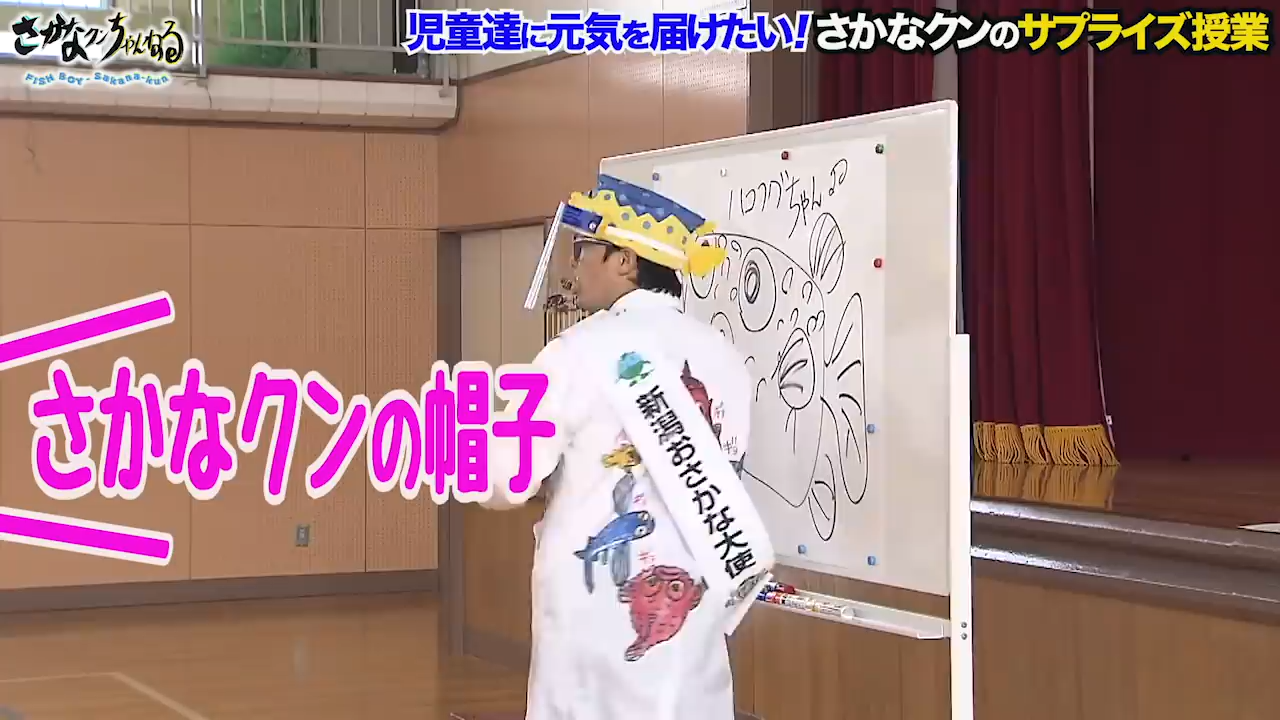 さかなクンちゃんねる
FISH BOY - Sakana-kun
児童達に元気を届けたい!さかなクンのサプライズ授業
ハコフグちゃん♪
さかなクンの帽子
新潟おさかな大使
ギョ